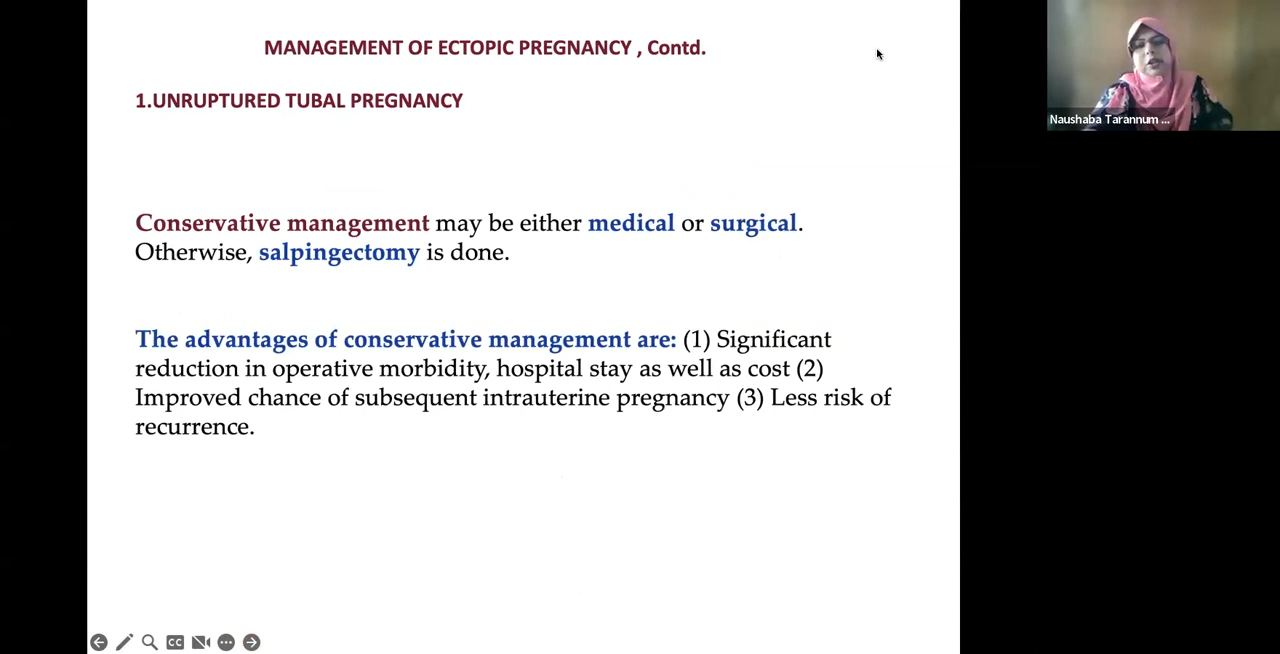 MANAGEMENT OF ECTOPIC PREGNANCY , Contd.
1.UNRUPTURED TUBAL PREGNANCY
Conservative management may be either medical or surgical.
Otherwise, salpingectomy is done.
The advantages of conservative management are: (1) Significant
reduction in operative morbidity, hospital stay as well as cost (2)
Improved chance of subsequent intrauterine pregnancy (3) Less risk of
recurrence.
Naushaba Tarannum ...
CC